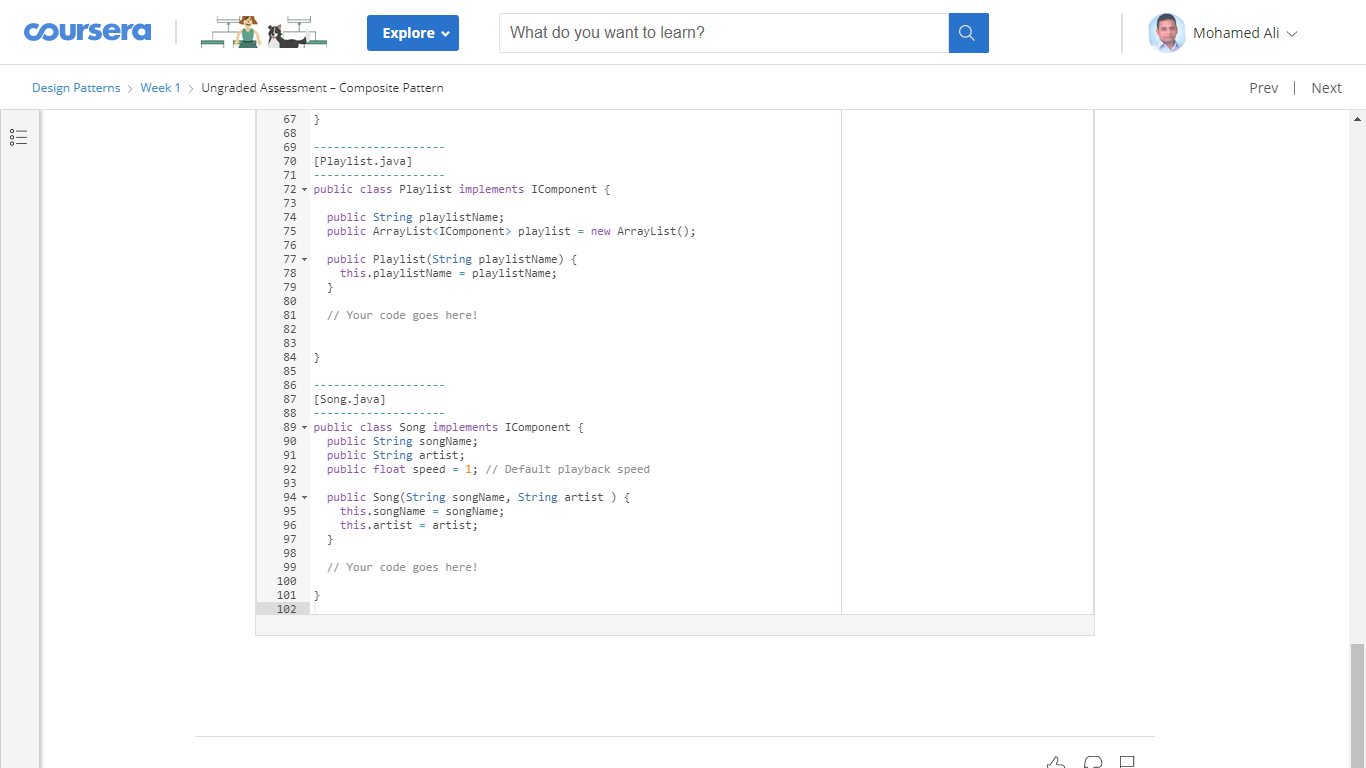 coursera
Explore
What do you want to learn?
Mohamed Ali
Design Patterns > Week 1 > Ungraded Assessment – Composite Pattern
Prev | Next
67 }
68
69 --------------------
70 [Playlist.java]
71 --------------------
72 public class Playlist implements IComponent {
73
74 public String playlistName;
75 public ArrayList<IComponent> playlist = new ArrayList();
76
77 public Playlist(String playlistName) {
78 this.playlistName = playlistName;
79 }
80
81 // Your code goes here!
82
83
84 }
85
86 --------------------
87 [Song.java]
88 --------------------
89 public class Song implements IComponent {
90 public String songName;
91 public String artist;
92 public float speed = 1; // Default playback speed
93
94 public Song(String songName, String artist ) {
95 this.songName = songName;
96 this.artist = artist;
97 }
98
99 // Your code goes here!
100
101 }
102